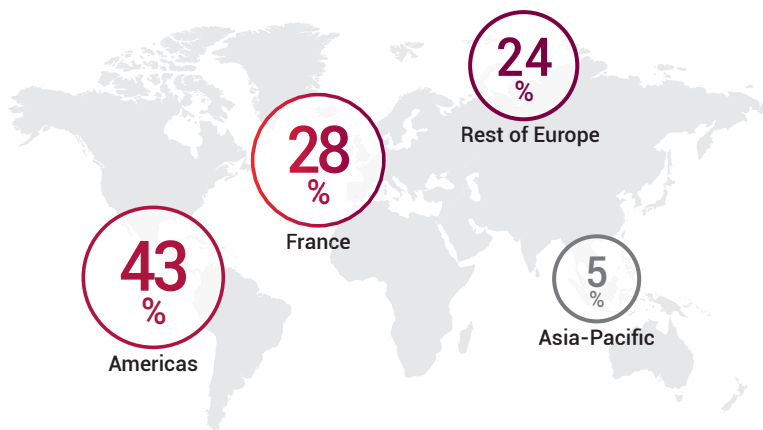 24
%
Rest of Europe
28
%
France
43
%
Americas
5
%
Asia-Pacific